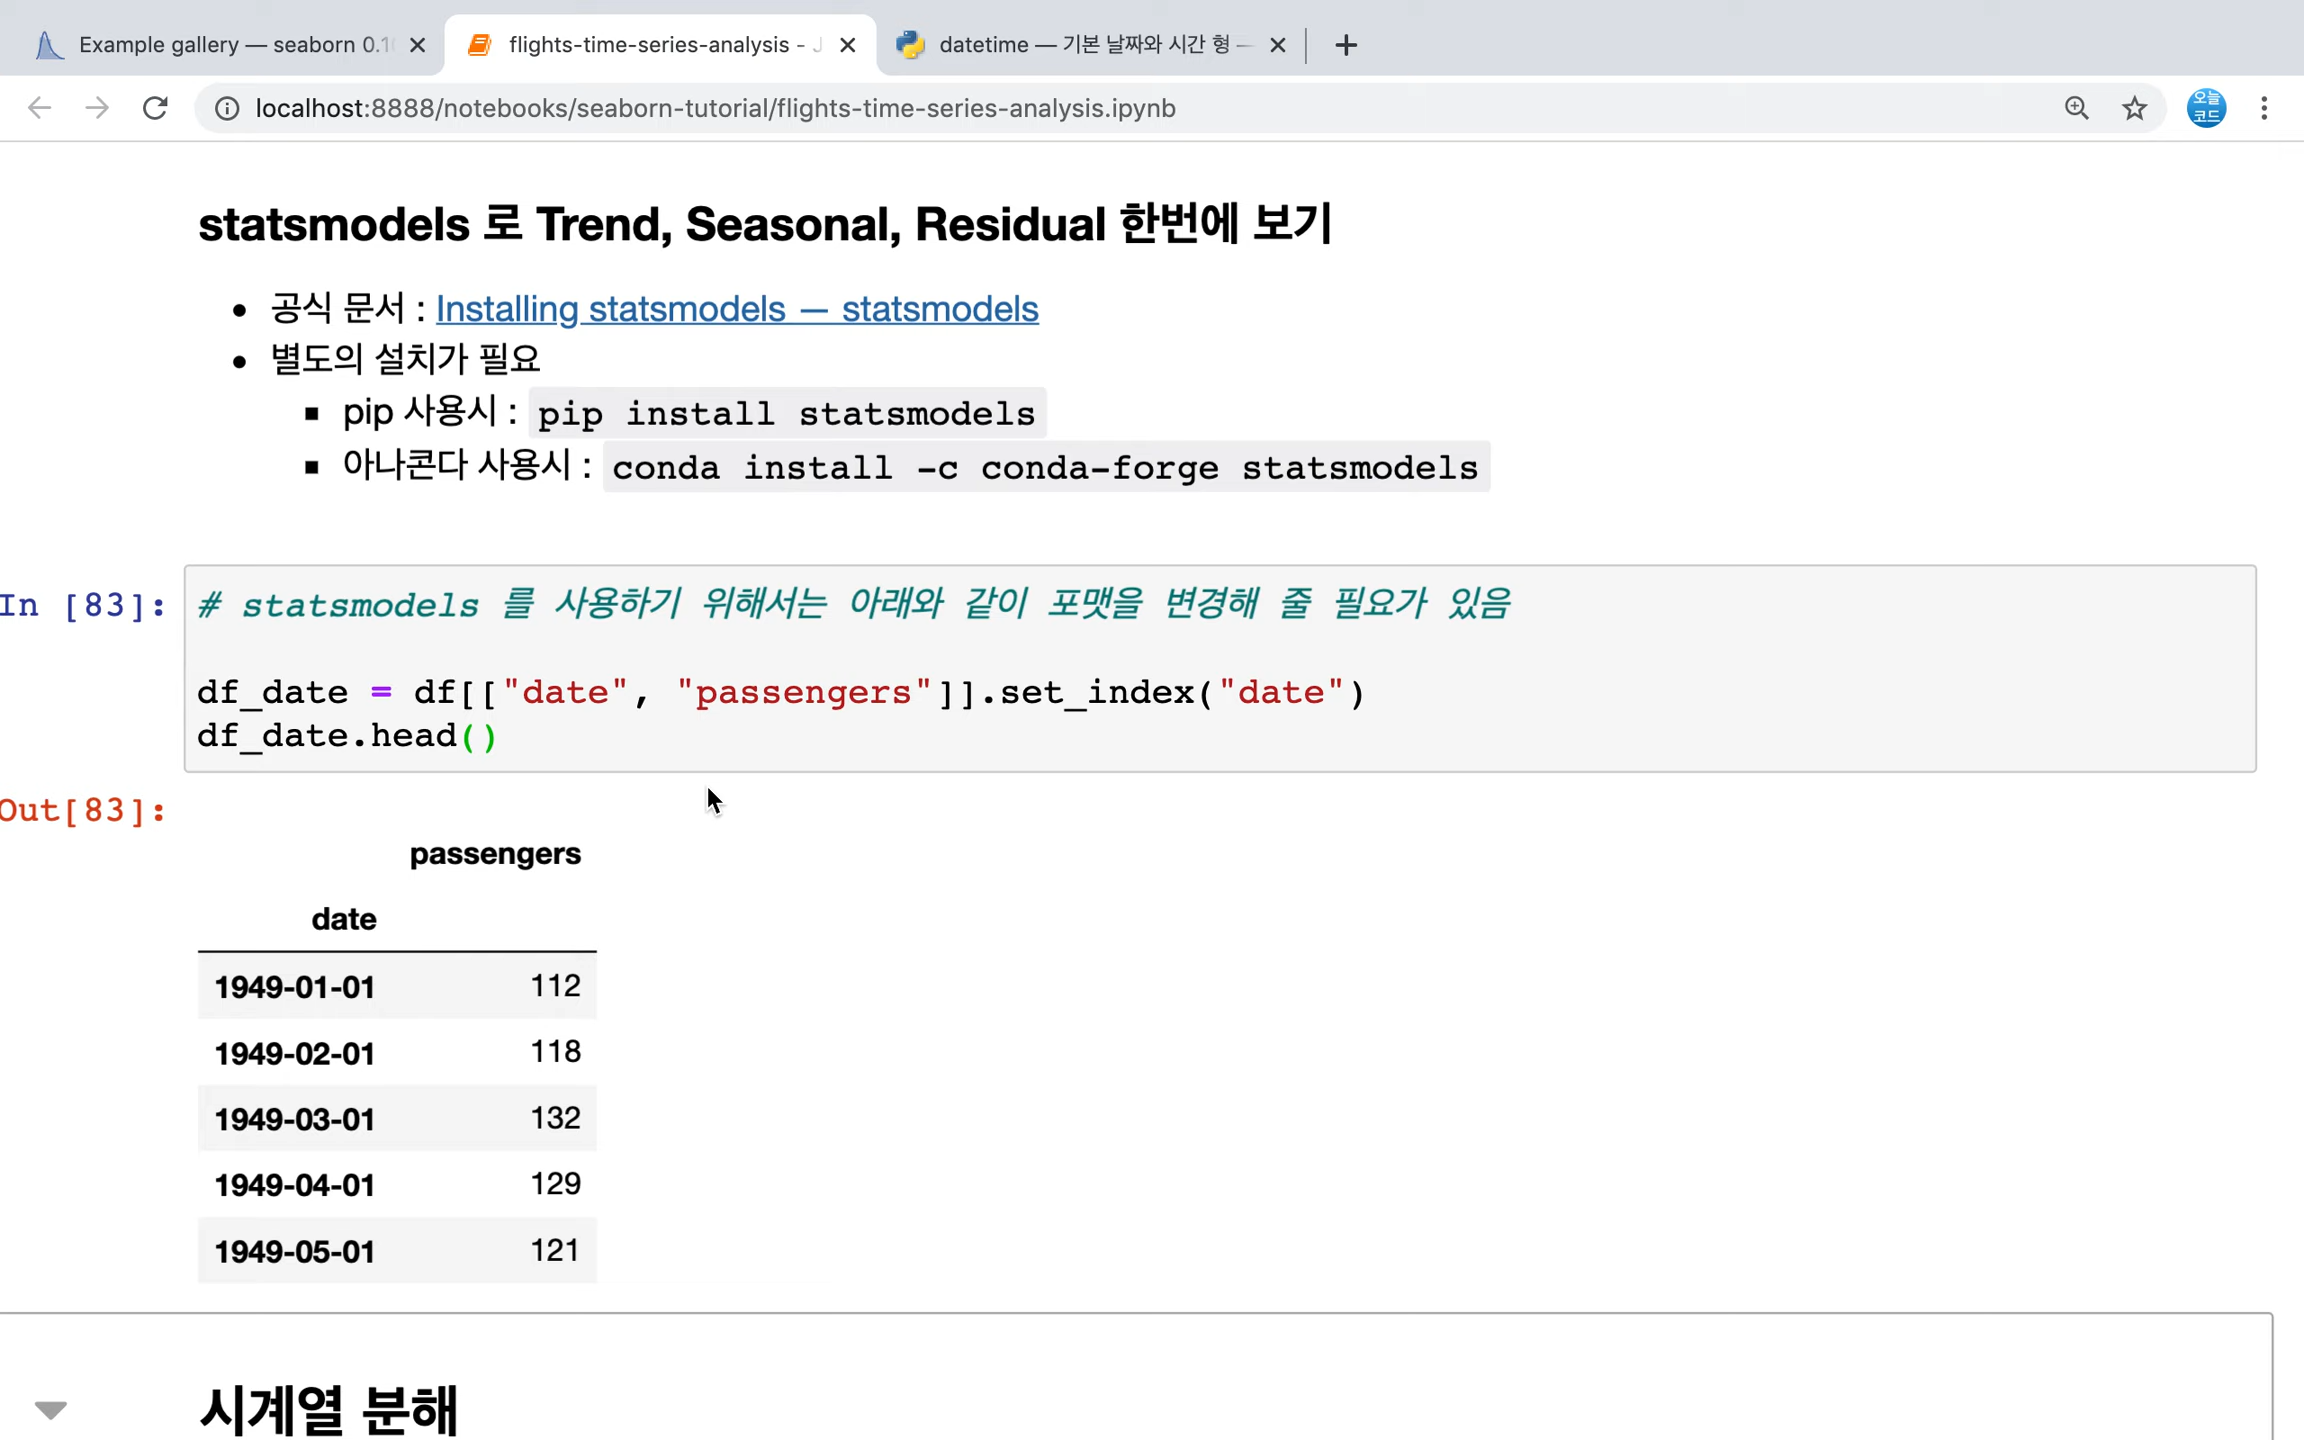 Example gallery — seaborn 0.1
flights-time-series-analysis -
datetime — 기본 날짜와 시간 형 —
localhost:8888/notebooks/seaborn-tutorial/flights-time-series-analysis.ipynb
오늘
코드
statsmodels 로 Trend, Seasonal, Residual 한번에 보기
• 공식 문서 : Installing statsmodels — statsmodels
• 별도의 설치가 필요
▪ pip 사용시 : pip install statsmodels
▪ 아나콘다 사용시 : conda install -c conda-forge statsmodels
In [83]:
# statsmodels 를 사용하기 위해서는 아래와 같이 포맷을 변경해 줄 필요가 있음
df_date = df[["date", "passengers"]].set_index("date")
df_date.head()
Out[83]:
passengers
date
1949-01-01 112
1949-02-01 118
1949-03-01 132
1949-04-01 129
1949-05-01 121
시계열 분해